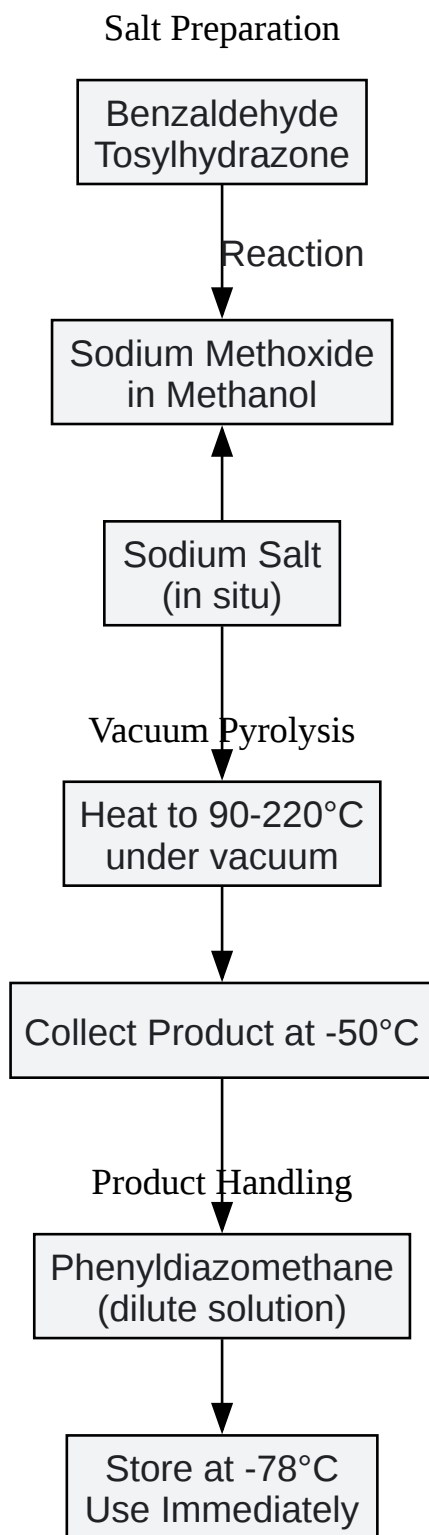 Salt Preparation
Benzaldehyde
Tosylhydrazone
Reaction
Sodium Methoxide
in Methanol
Sodium Salt
(in situ)
Vacuum Pyrolysis
Heat to 90-220°C
under vacuum
Collect Product at -50°C
Product Handling
Phenyldiazomethane
(dilute solution)
Store at -78°C
Use Immediately